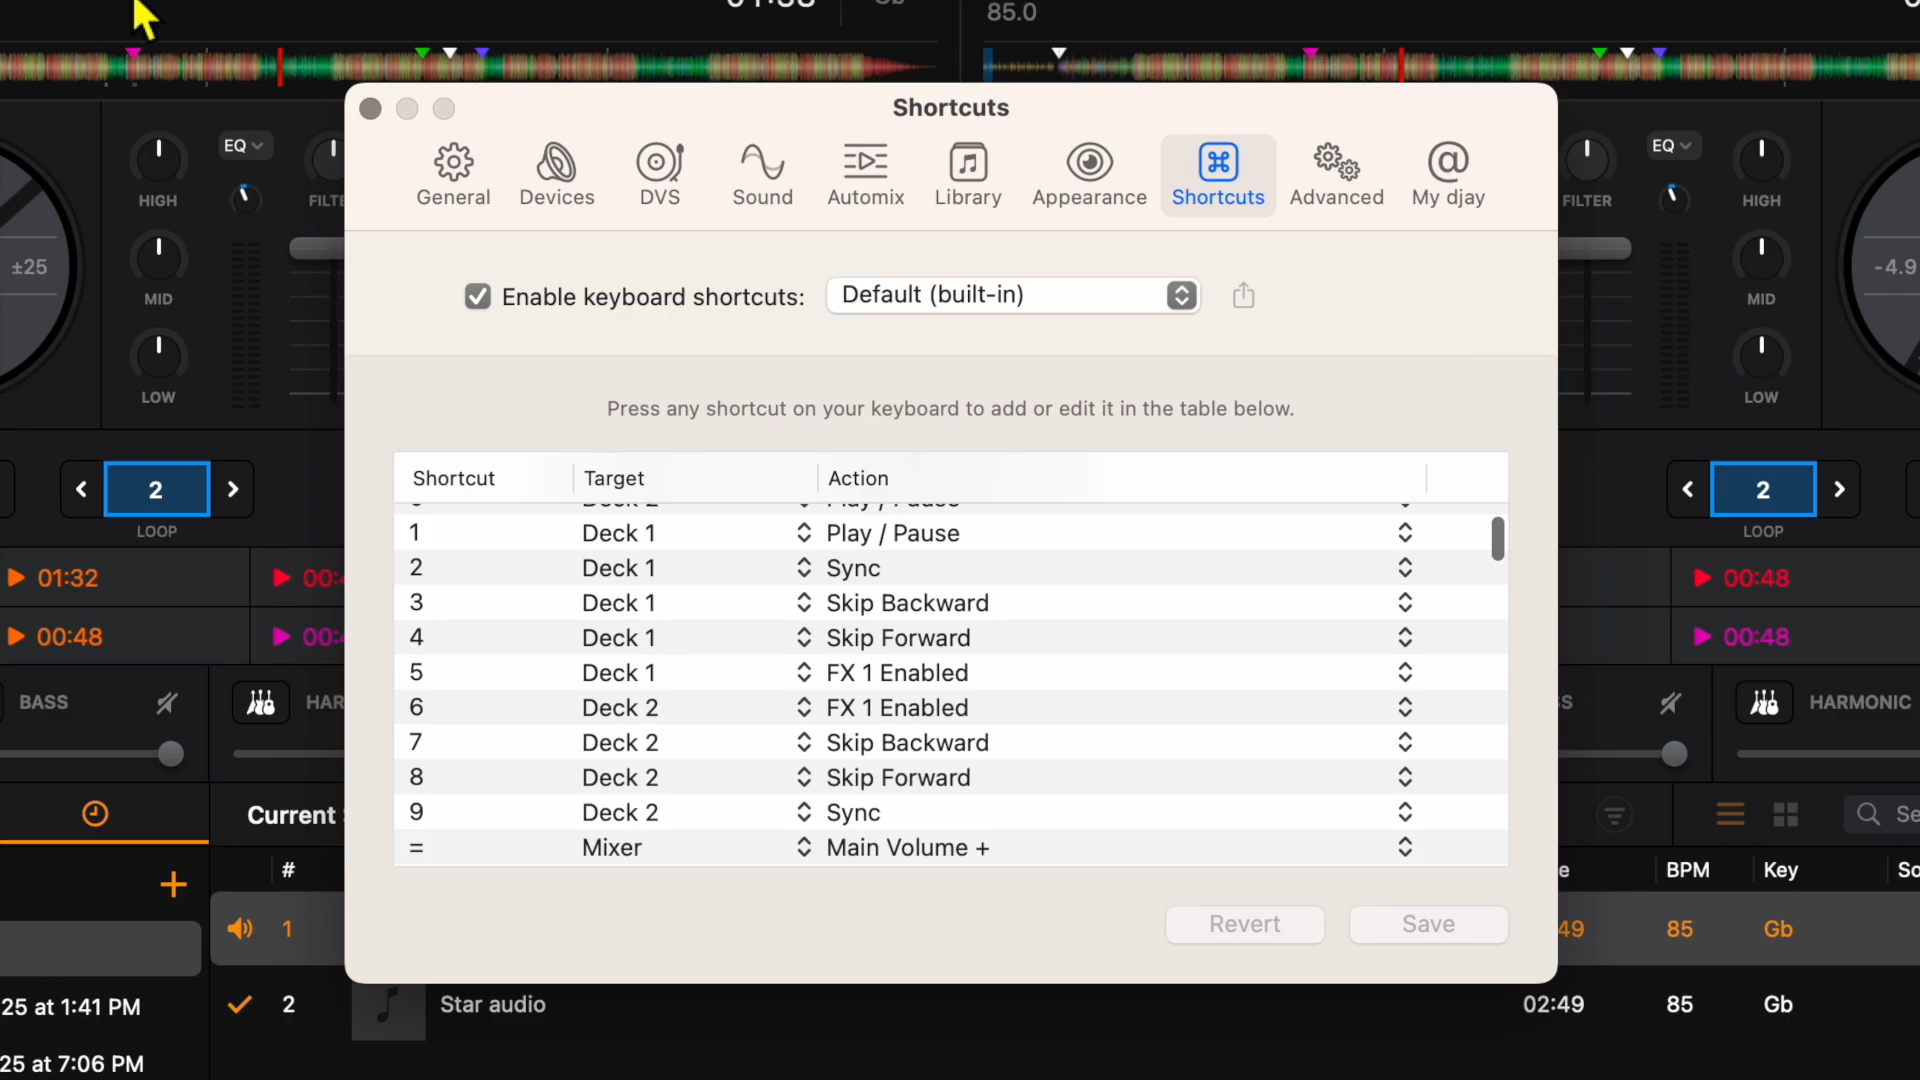 85.0
Shortcuts
General Devices DVS Sound Automix Library Appearance Shortcuts Advanced My djay
EQ
HIGH
FILTER
EQ
HIGH
±25
-4.9
Enable keyboard shortcuts: Default (built-in)
MID
MID
LOW
LOW
Press any shortcut on your keyboard to add or edit it in the table below.
Shortcut Target Action
1 Deck 1 Play / Pause
2 Deck 1 Sync
3 Deck 1 Skip Backward
4 Deck 1 Skip Forward
5 Deck 1 FX 1 Enabled
6 Deck 2 FX 1 Enabled
7 Deck 2 Skip Backward
8 Deck 2 Skip Forward
9 Deck 2 Sync
= Mixer Main Volume +
Revert Save
2
LOOP
2
LOOP
01:32
00:48
00:48
00:48
BASS
HARMONIC
Current
#
BPM Key
1
85 Gb
2 Star audio 02:49 85 Gb
25 at 1:41 PM
25 at 7:06 PM